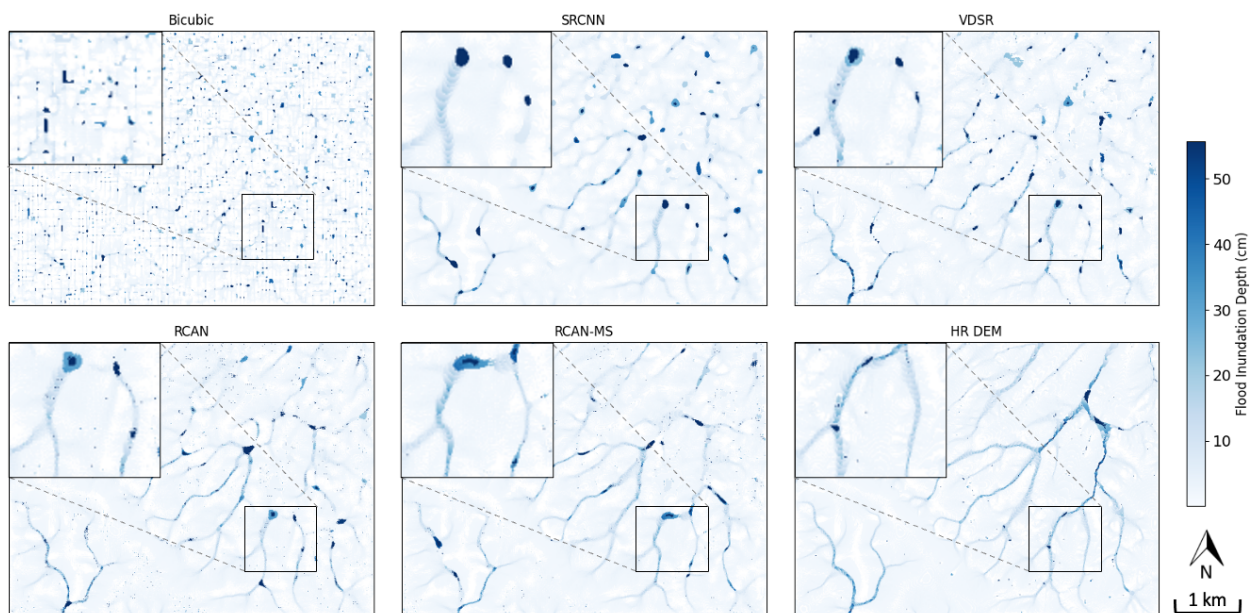 Bicubic
SRCNN
VDSR
RCAN
RCAN-MS
HR DEM
50
40
30
20
10
Flood Inundation Depth (cm)
N
1 km